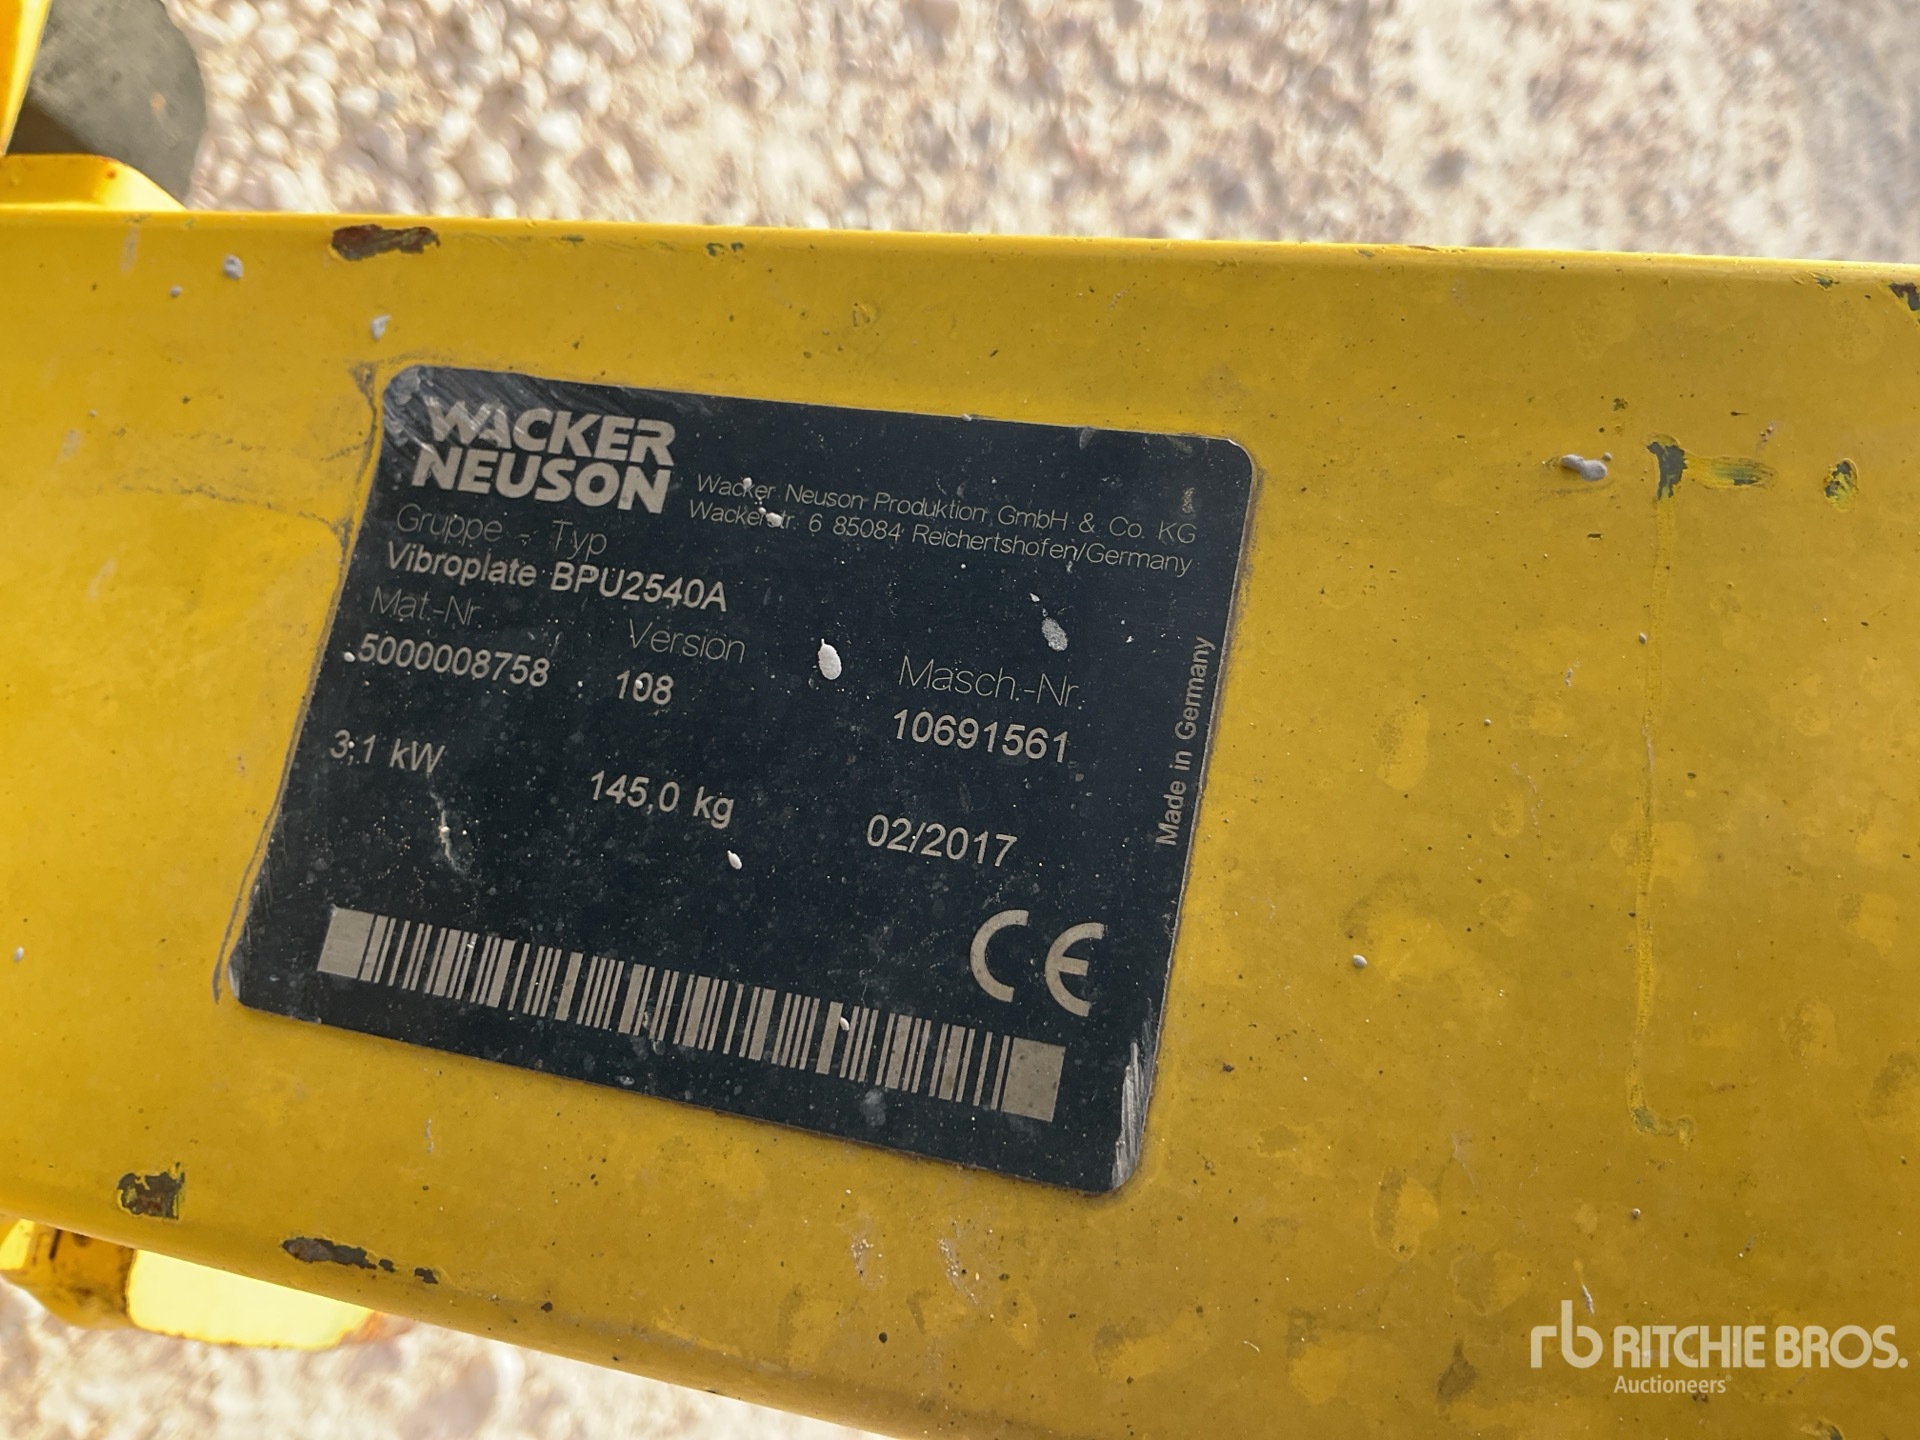 WACKER
NEUSON
Wacker Neuson Produktion GmbH & Co. KG
Wackerstr. 6 85084 Reichertshofen/Germany
Gruppe - Typ
Vibroplate BPU2540A
Mat.-Nr. Version Masch.-Nr.
5000008758 108 10691561
3,1 kW 145,0 kg 02/2017
Made in Germany
CE
rb RITCHIE BROS.
Auctioneers